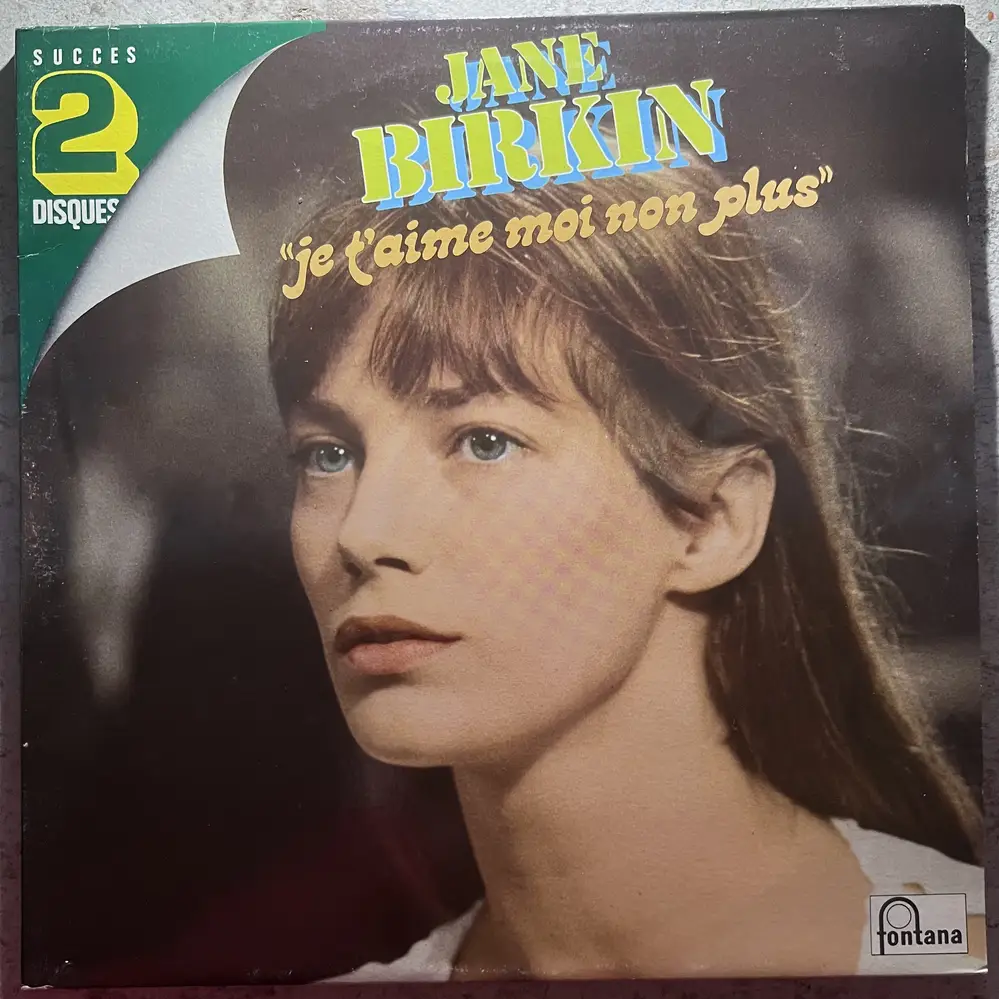 SUCCES
2
DISQUES
JANE
BIRKIN
"je t'aime moi non plus"
fontana